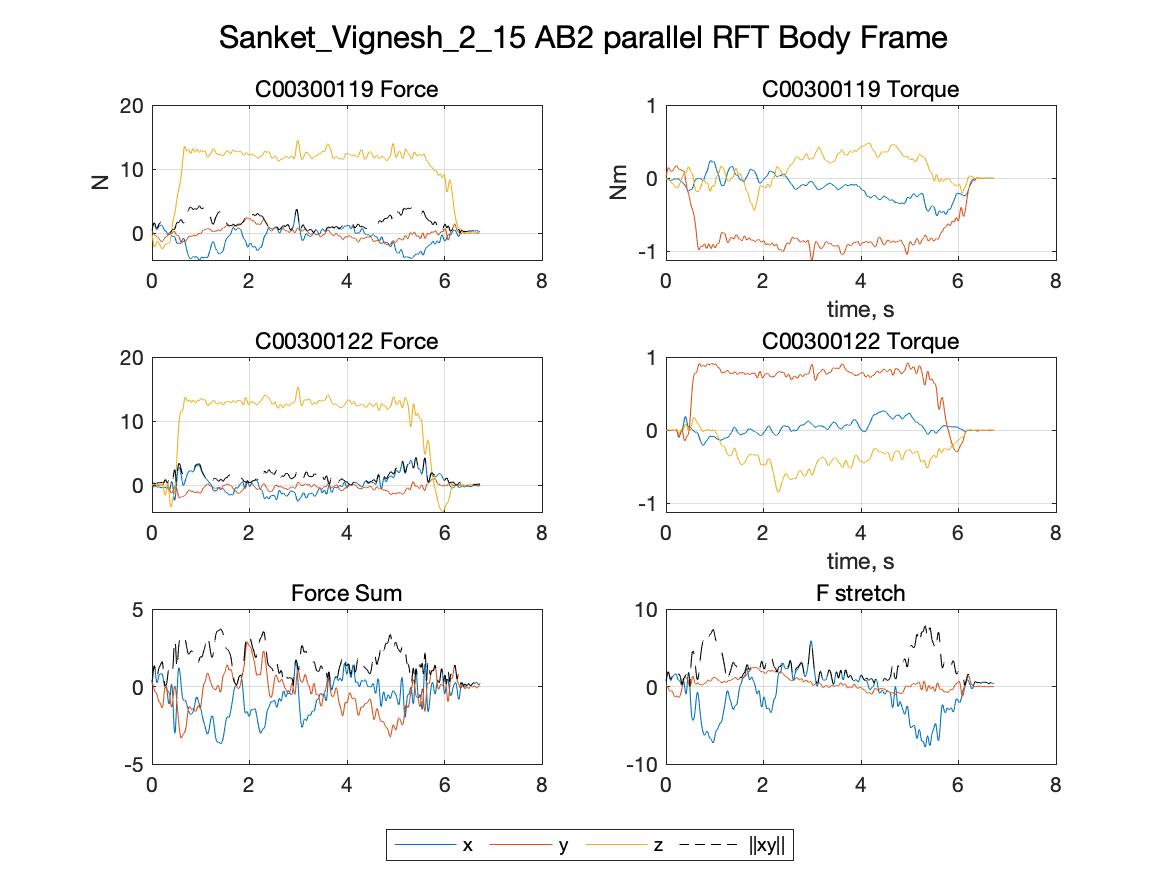 Sanket_Vignesh_2_15 AB2 parallel RFT Body Frame
C00300119 Force
20
10
0
N
0 2 4 6 8
C00300119 Torque
1
0
-1
Nm
0 2 4 6 8
time, s
C00300122 Force
20
10
0
0 2 4 6 8
C00300122 Torque
1
0
-1
0 2 4 6 8
time, s
Force Sum
5
0
-5
0 2 4 6 8
F stretch
10
0
-10
0 2 4 6 8
x y z ||xy||